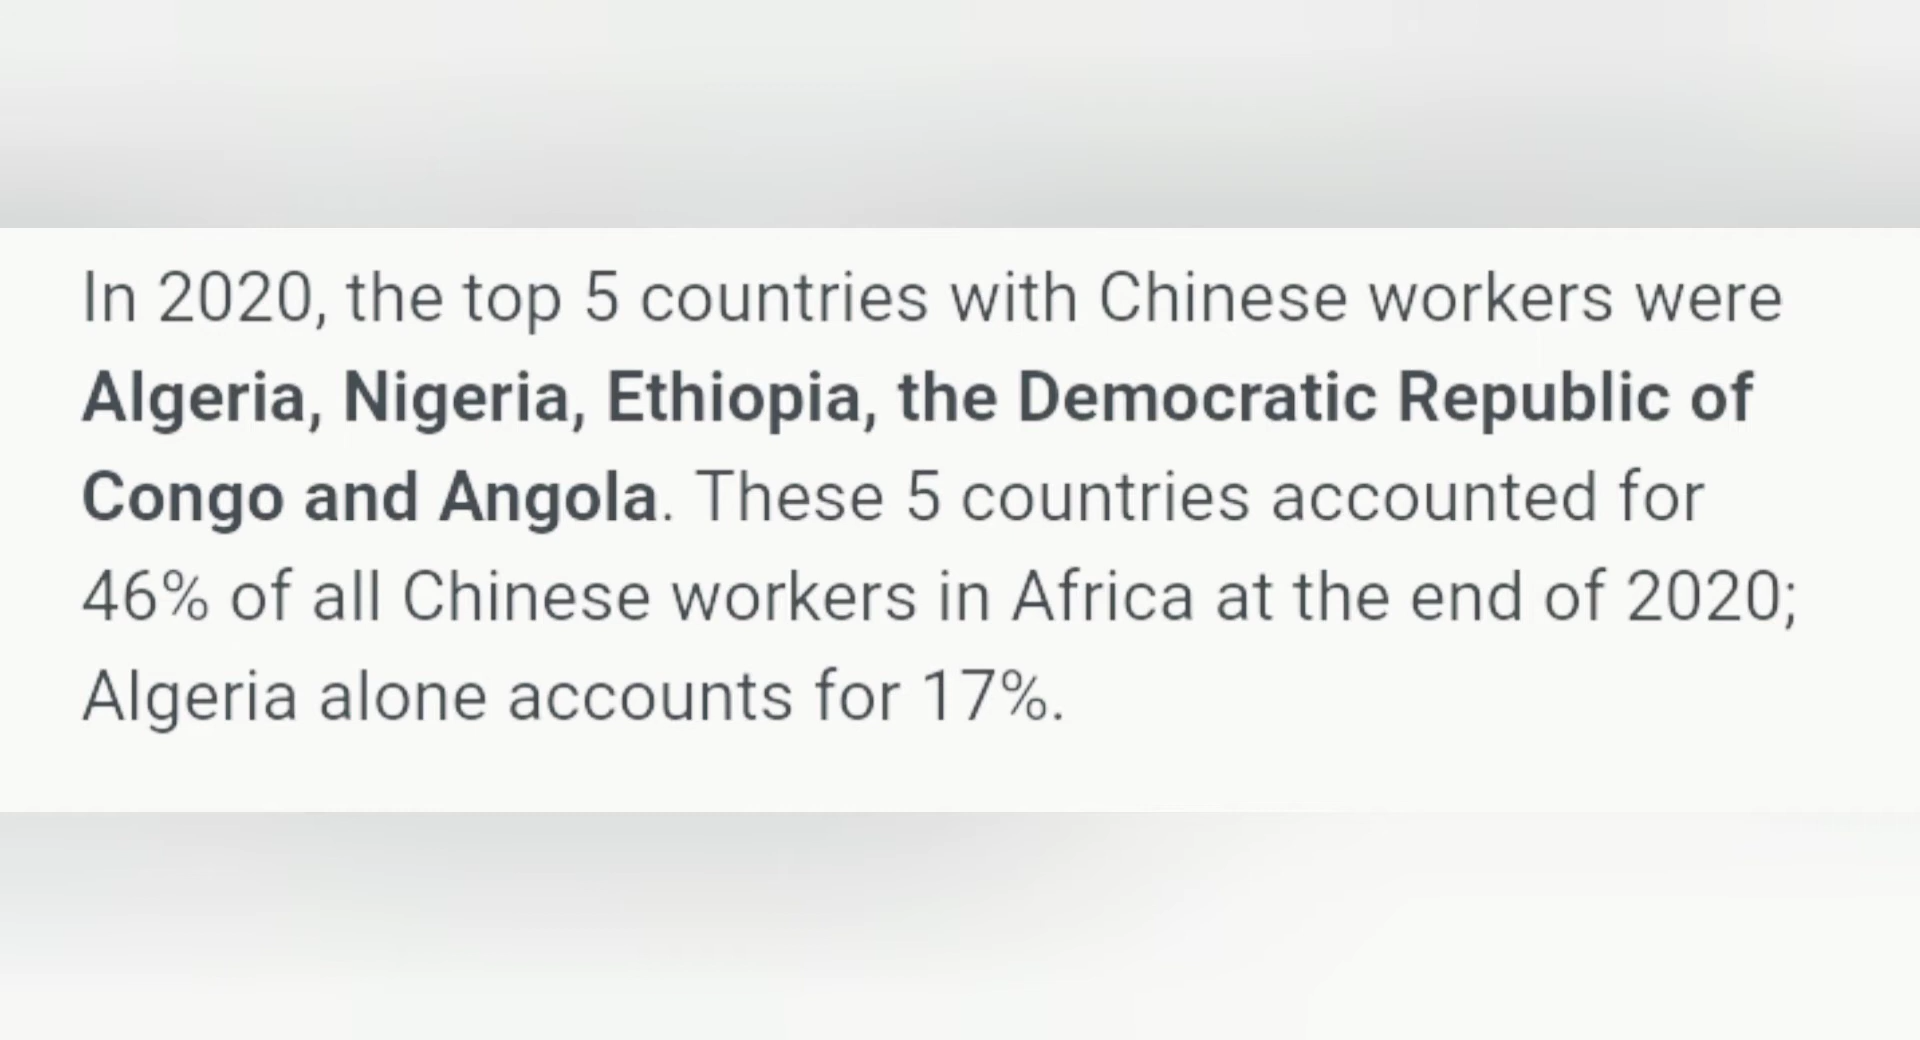 In 2020, the top 5 countries with Chinese workers were
Algeria, Nigeria, Ethiopia, the Democratic Republic of
Congo and Angola. These 5 countries accounted for
46% of all Chinese workers in Africa at the end of 2020;
Algeria alone accounts for 17%.